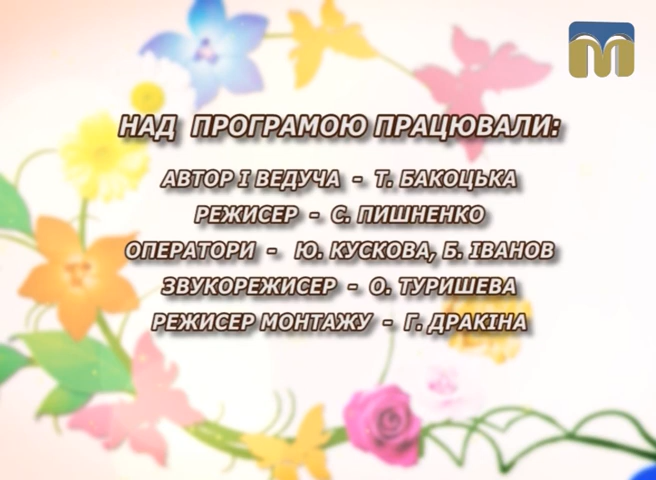 НАД ПРОГРАМОЮ ПРАЦЮВАЛИ:
АВТОР І ВЕДУЧА - Т. БАКОЦЬКА
РЕЖИСЕР - С. ПИШНЕНКО
ОПЕРАТОРИ - Ю. КУСКОВА, Б. ІВАНОВ
ЗВУКОРЕЖИСЕР - О. ТУРИШЕВА
РЕЖИСЕР МОНТАЖУ - Г. ДРАКІНА